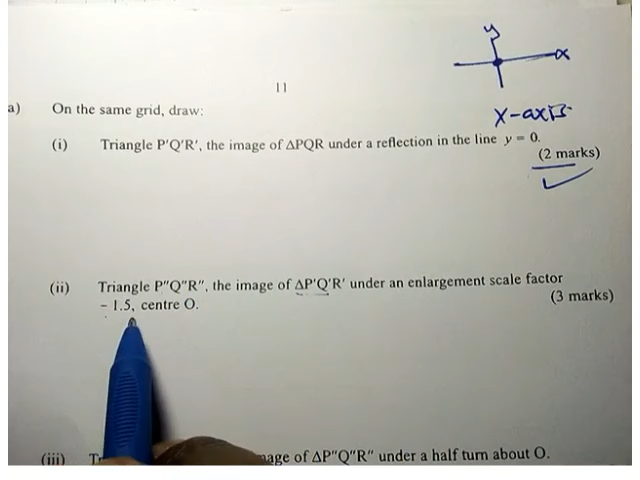 y
x
11
x-axis
a) On the same grid, draw:
(i) Triangle P'Q'R', the image of ΔPQR under a reflection in the line y = 0.
(2 marks)
(ii) Triangle P"Q"R", the image of ΔP'Q'R' under an enlargement scale factor
– 1.5, centre O.
(3 marks)
(iii) of ΔP"Q"R" under a half turn about O.